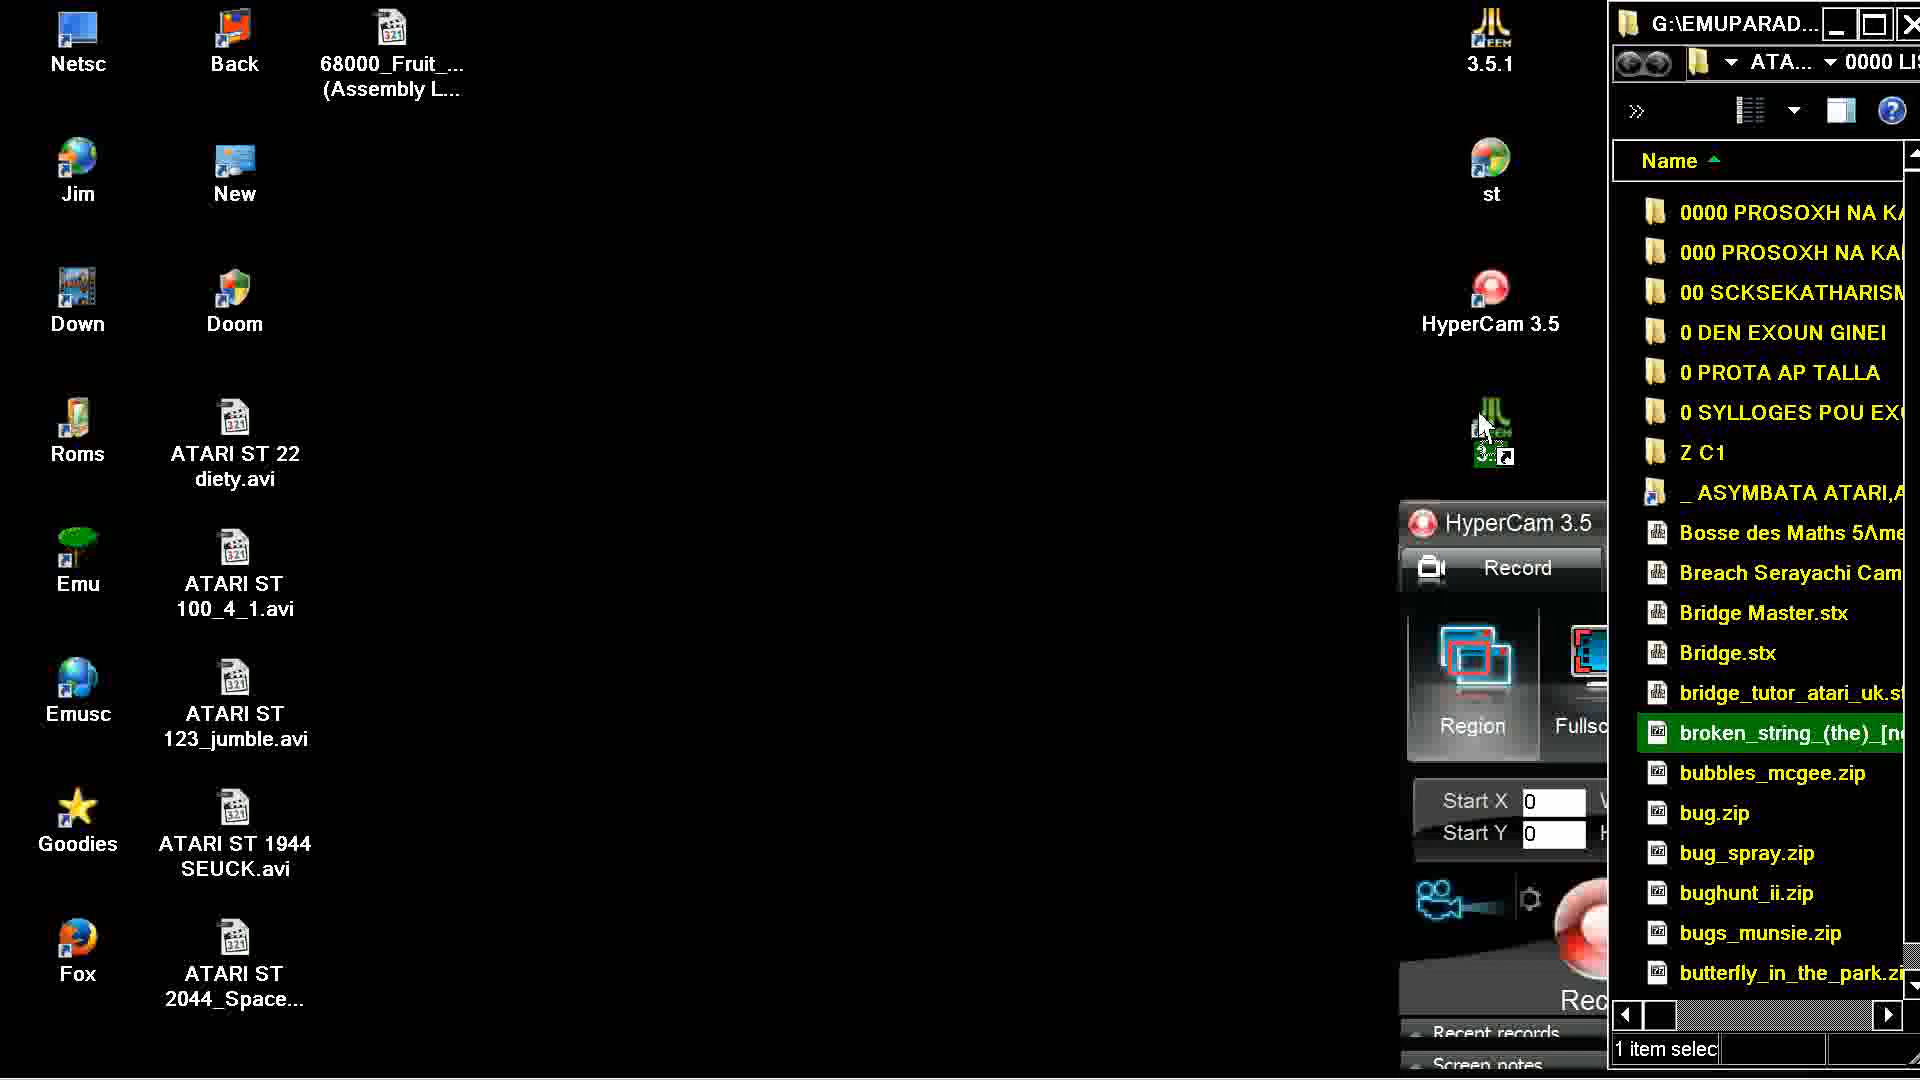 Netsc
Back
68000_Fruit_...
(Assembly L...
Jim
New
Down
Doom
Roms
ATARI ST 22
diety.avi
Emu
ATARI ST
100_4_1.avi
Emusc
ATARI ST
123_jumble.avi
Goodies
ATARI ST 1944
SEUCK.avi
Fox
ATARI ST
2044_Space...
3.5.1
st
HyperCam 3.5
HyperCam 3.5
Record
Region
Fullsc
Start X 0
Start Y 0
Rec
Recent records
Screen notes
G:\EMUPARAD...
ATA... 0000 LIS
Name
0000 PROSOXH NA KA
000 PROSOXH NA KA
00 SCKSEKATHARISM
0 DEN EXOUN GINEI
0 PROTA AP TALLA
0 SYLLOGES POU EX
Z C1
_ ASYMBATA ATARI,A
Bosse des Maths 5Λme
Breach Serayachi Cam
Bridge Master.stx
Bridge.stx
bridge_tutor_atari_uk.st
broken_string_(the)_[n
bubbles_mcgee.zip
bug.zip
bug_spray.zip
bughunt_ii.zip
bugs_munsie.zip
butterfly_in_the_park.zi
1 item selec